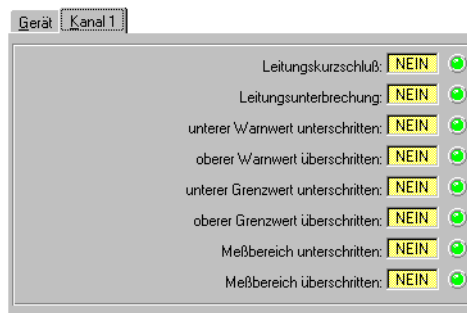 Gerät Kanal 1
Leitungskurzschluß: NEIN
Leitungsunterbrechung: NEIN
unterer Warnwert unterschritten: NEIN
oberer Warnwert überschritten: NEIN
unterer Grenzwert unterschritten: NEIN
oberer Grenzwert überschritten: NEIN
Meßbereich unterschritten: NEIN
Meßbereich überschritten: NEIN